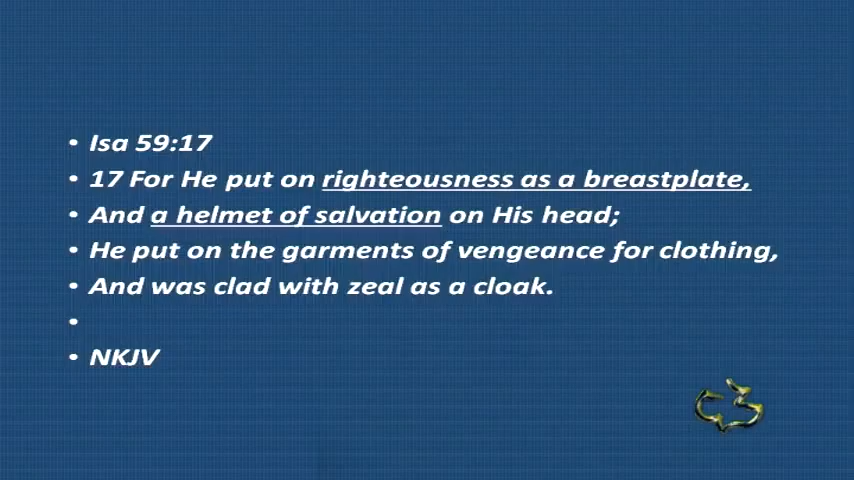 • Isa 59:17
• 17 For He put on righteousness as a breastplate,
• And a helmet of salvation on His head;
• He put on the garments of vengeance for clothing,
• And was clad with zeal as a cloak.
•
• NKJV
C3